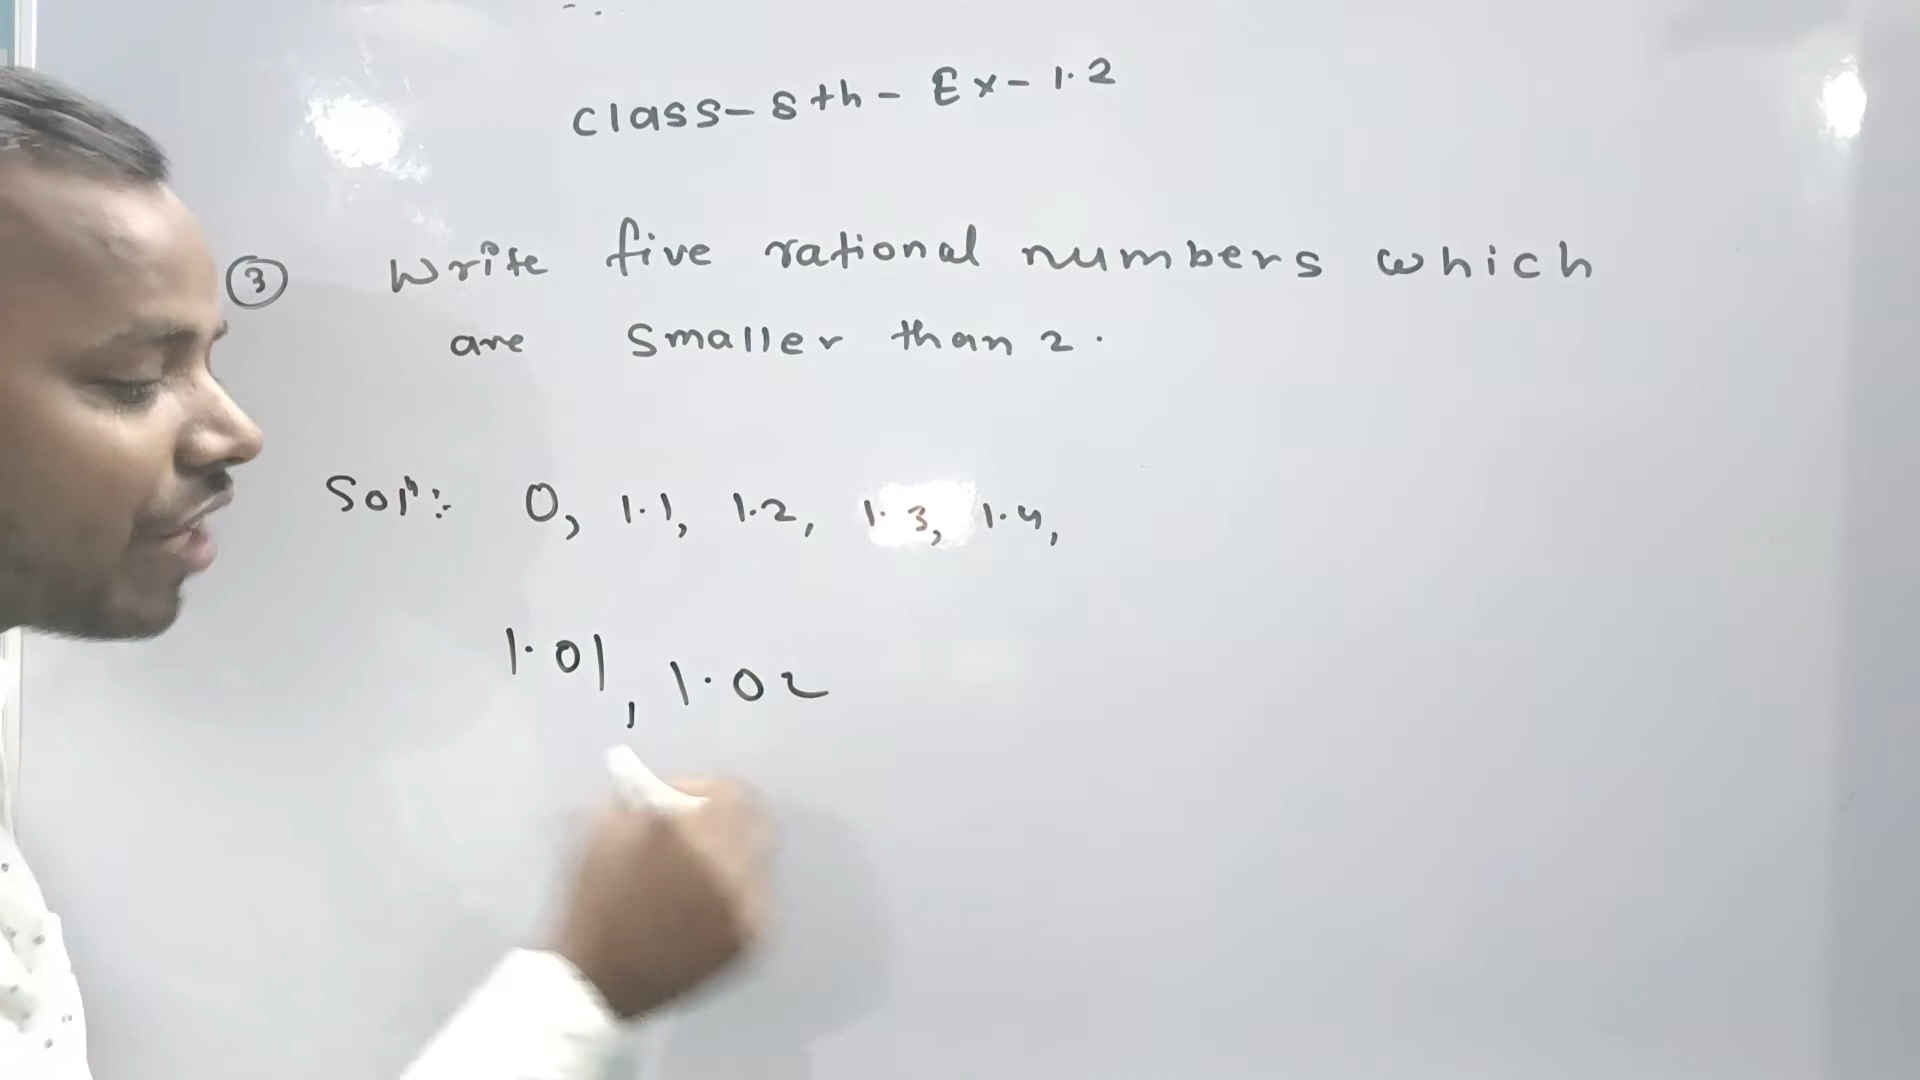 class-8th- Ex-1.2
③ Write five rational numbers which
are smaller than 2.
Solⁿ:- 0, 1.1, 1.2, 1.3, 1.4,
1.01, 1.02